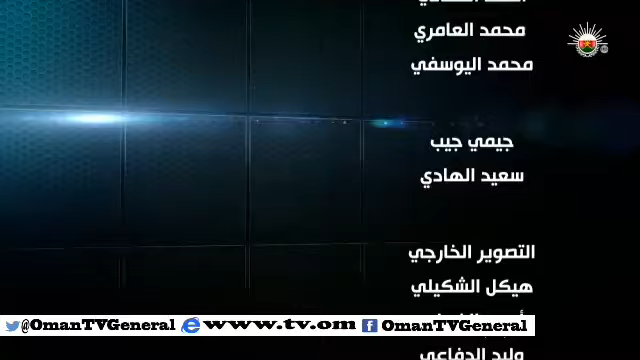 محمد العامري
محمد اليوسفي
جيمي جيب
سعيد الهادي
التصوير الخارجي
هيكل الشكيلي
@OmanTVGeneral
www.tv.om
OmanTVGeneral
وليد الدفاعي